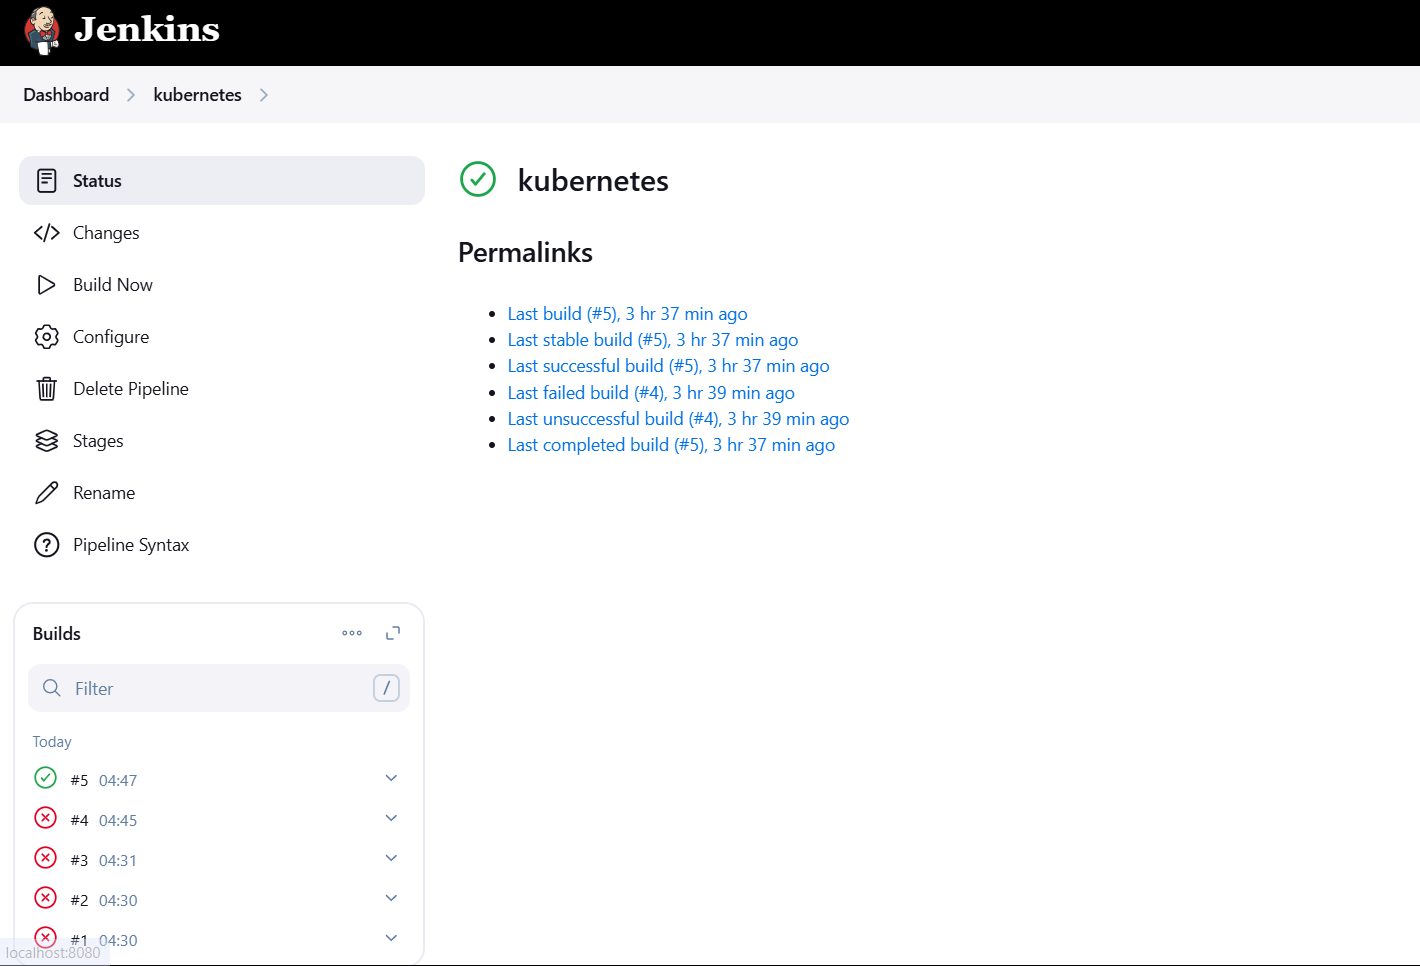 Jenkins
Dashboard
kubernetes
Status
Changes
Build Now
Configure
Delete Pipeline
Stages
Rename
Pipeline Syntax
kubernetes
Permalinks
Last build (#5), 3 hr 37 min ago
Last stable build (#5), 3 hr 37 min ago
Last successful build (#5), 3 hr 37 min ago
Last failed build (#4), 3 hr 39 min ago
Last unsuccessful build (#4), 3 hr 39 min ago
Last completed build (#5), 3 hr 37 min ago
Builds
Filter /
Today
#5 04:47
#4 04:45
#3 04:31
#2 04:30
#1 04:30
localhost:8080